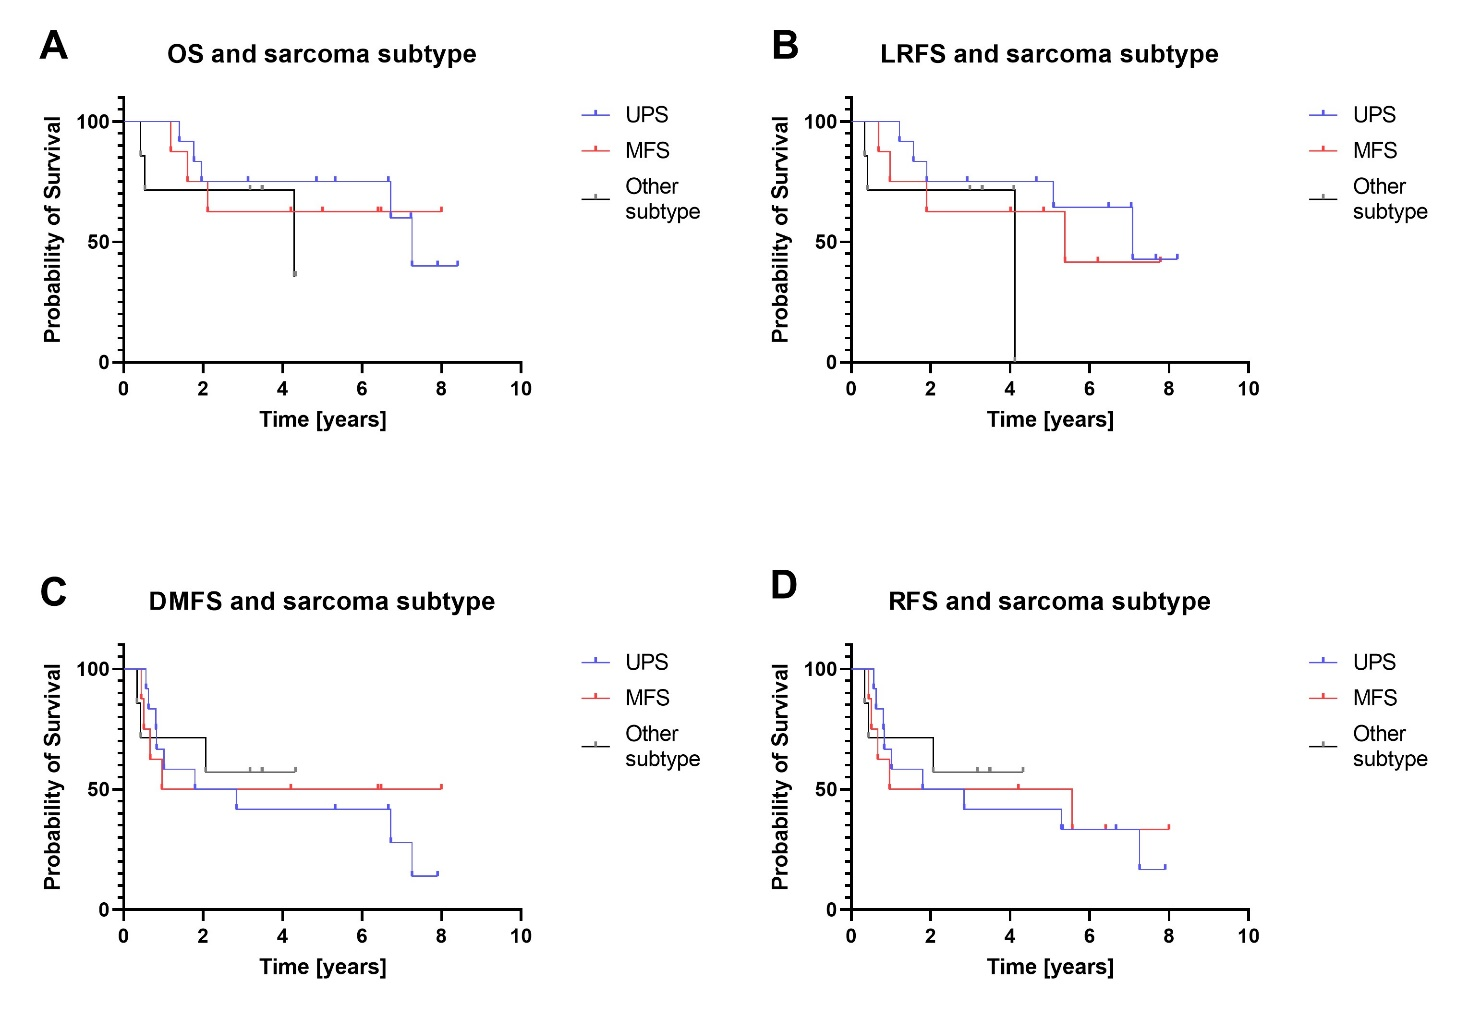 A
OS and sarcoma subtype
Probability of Survival
100
50
0
0 2 4 6 8 10
Time [years]
UPS
MFS
Other
subtype
B
LRFS and sarcoma subtype
Probability of Survival
100
50
0
0 2 4 6 8 10
Time [years]
UPS
MFS
Other
subtype
C
DMFS and sarcoma subtype
Probability of Survival
100
50
0
0 2 4 6 8 10
Time [years]
UPS
MFS
Other
subtype
D
RFS and sarcoma subtype
Probability of Survival
100
50
0
0 2 4 6 8 10
Time [years]
UPS
MFS
Other
subtype